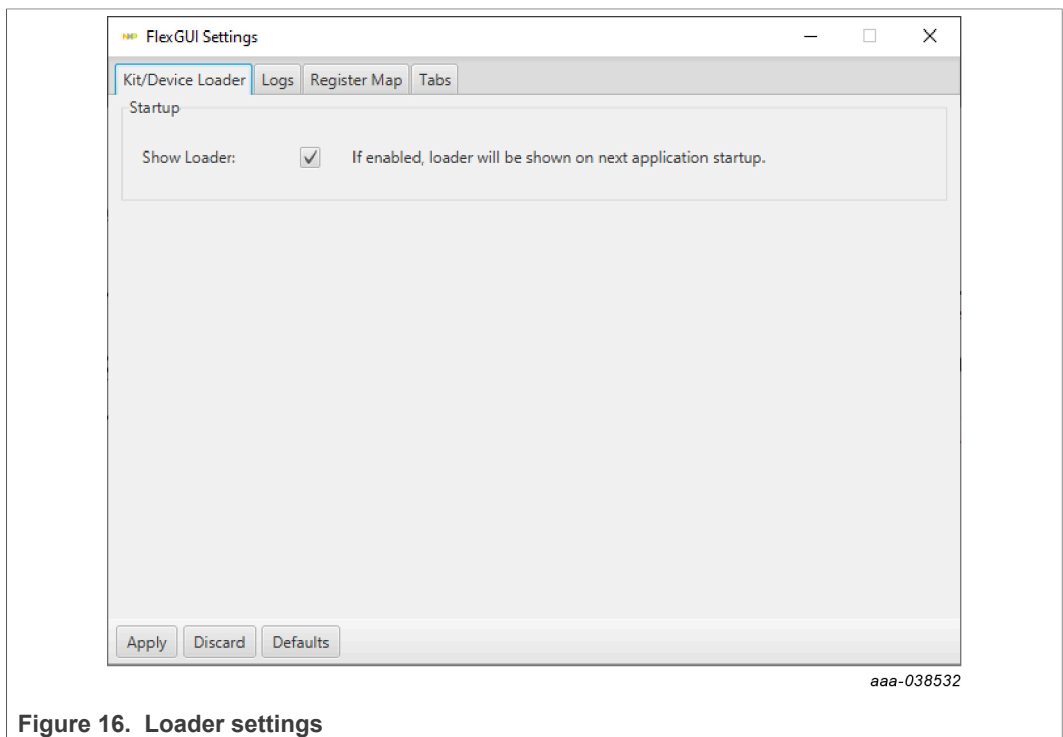 NXP FlexGUI Settings
Kit/Device Loader Logs Register Map Tabs
Startup
Show Loader: If enabled, loader will be shown on next application startup.
Apply Discard Defaults
aaa-038532
Figure 16. Loader settings